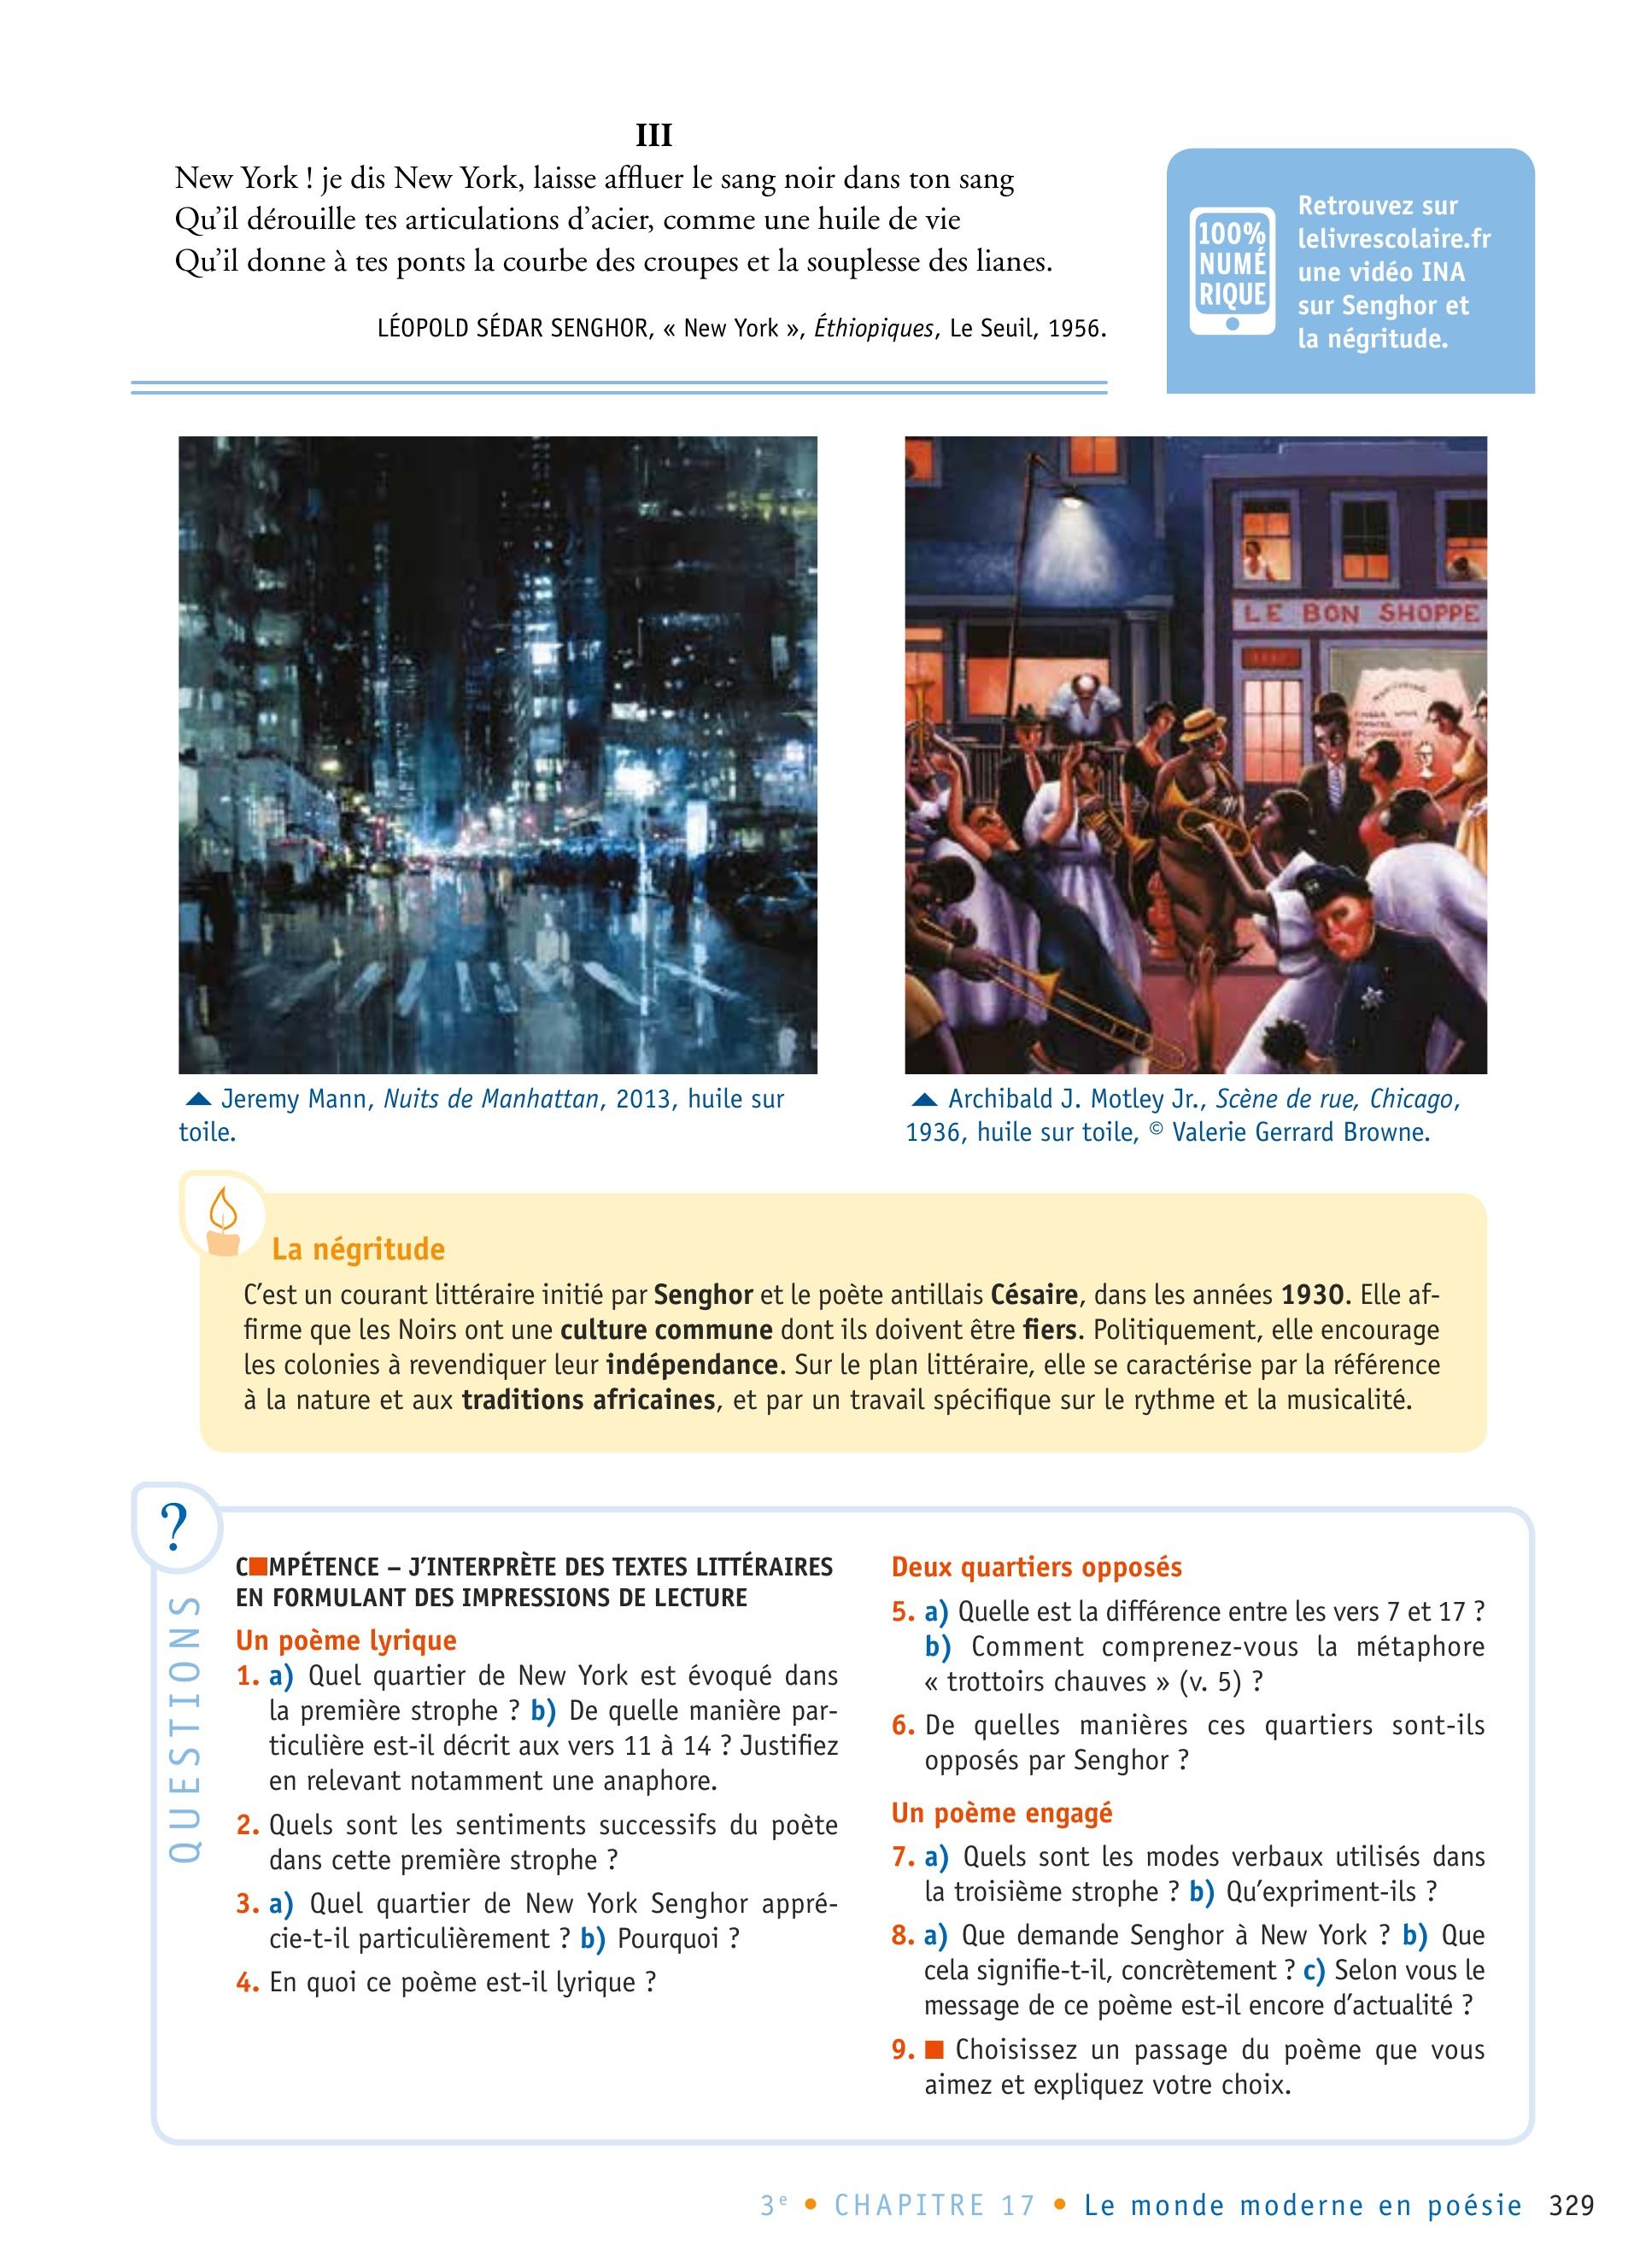 III
New York ! je dis New York, laisse affluer le sang noir dans ton sang
Qu’il dérouille tes articulations d’acier, comme une huile de vie
Qu’il donne à tes ponts la courbe des croupes et la souplesse des lianes.
LÉOPOLD SÉDAR SENGHOR, « New York », Éthiopiques, Le Seuil, 1956.
100%
NUMÉ
RIQUE
Retrouvez sur
lelivrescolaire.fr
une vidéo INA
sur Senghor et
la négritude.
LE BON SHOPPE
Jeremy Mann, Nuits de Manhattan, 2013, huile sur
toile.
Archibald J. Motley Jr., Scène de rue, Chicago,
1936, huile sur toile, © Valerie Gerrard Browne.
La négritude
C’est un courant littéraire initié par Senghor et le poète antillais Césaire, dans les années 1930. Elle af-
firme que les Noirs ont une culture commune dont ils doivent être fiers. Politiquement, elle encourage
les colonies à revendiquer leur indépendance. Sur le plan littéraire, elle se caractérise par la référence
à la nature et aux traditions africaines, et par un travail spécifique sur le rythme et la musicalité.
?
QUESTIONS
C■MPÉTENCE – J’INTERPRÈTE DES TEXTES LITTÉRAIRES
EN FORMULANT DES IMPRESSIONS DE LECTURE
Un poème lyrique
1. a) Quel quartier de New York est évoqué dans
la première strophe ? b) De quelle manière par-
ticulière est-il décrit aux vers 11 à 14 ? Justifiez
en relevant notamment une anaphore.
2. Quels sont les sentiments successifs du poète
dans cette première strophe ?
3. a) Quel quartier de New York Senghor appré-
cie-t-il particulièrement ? b) Pourquoi ?
4. En quoi ce poème est-il lyrique ?
Deux quartiers opposés
5. a) Quelle est la différence entre les vers 7 et 17 ?
b) Comment comprenez-vous la métaphore
« trottoirs chauves » (v. 5) ?
6. De quelles manières ces quartiers sont-ils
opposés par Senghor ?
Un poème engagé
7. a) Quels sont les modes verbaux utilisés dans
la troisième strophe ? b) Qu’expriment-ils ?
8. a) Que demande Senghor à New York ? b) Que
cela signifie-t-il, concrètement ? c) Selon vous le
message de ce poème est-il encore d’actualité ?
9. ■ Choisissez un passage du poème que vous
aimez et expliquez votre choix.
3e • CHAPITRE 17 • Le monde moderne en poésie 329